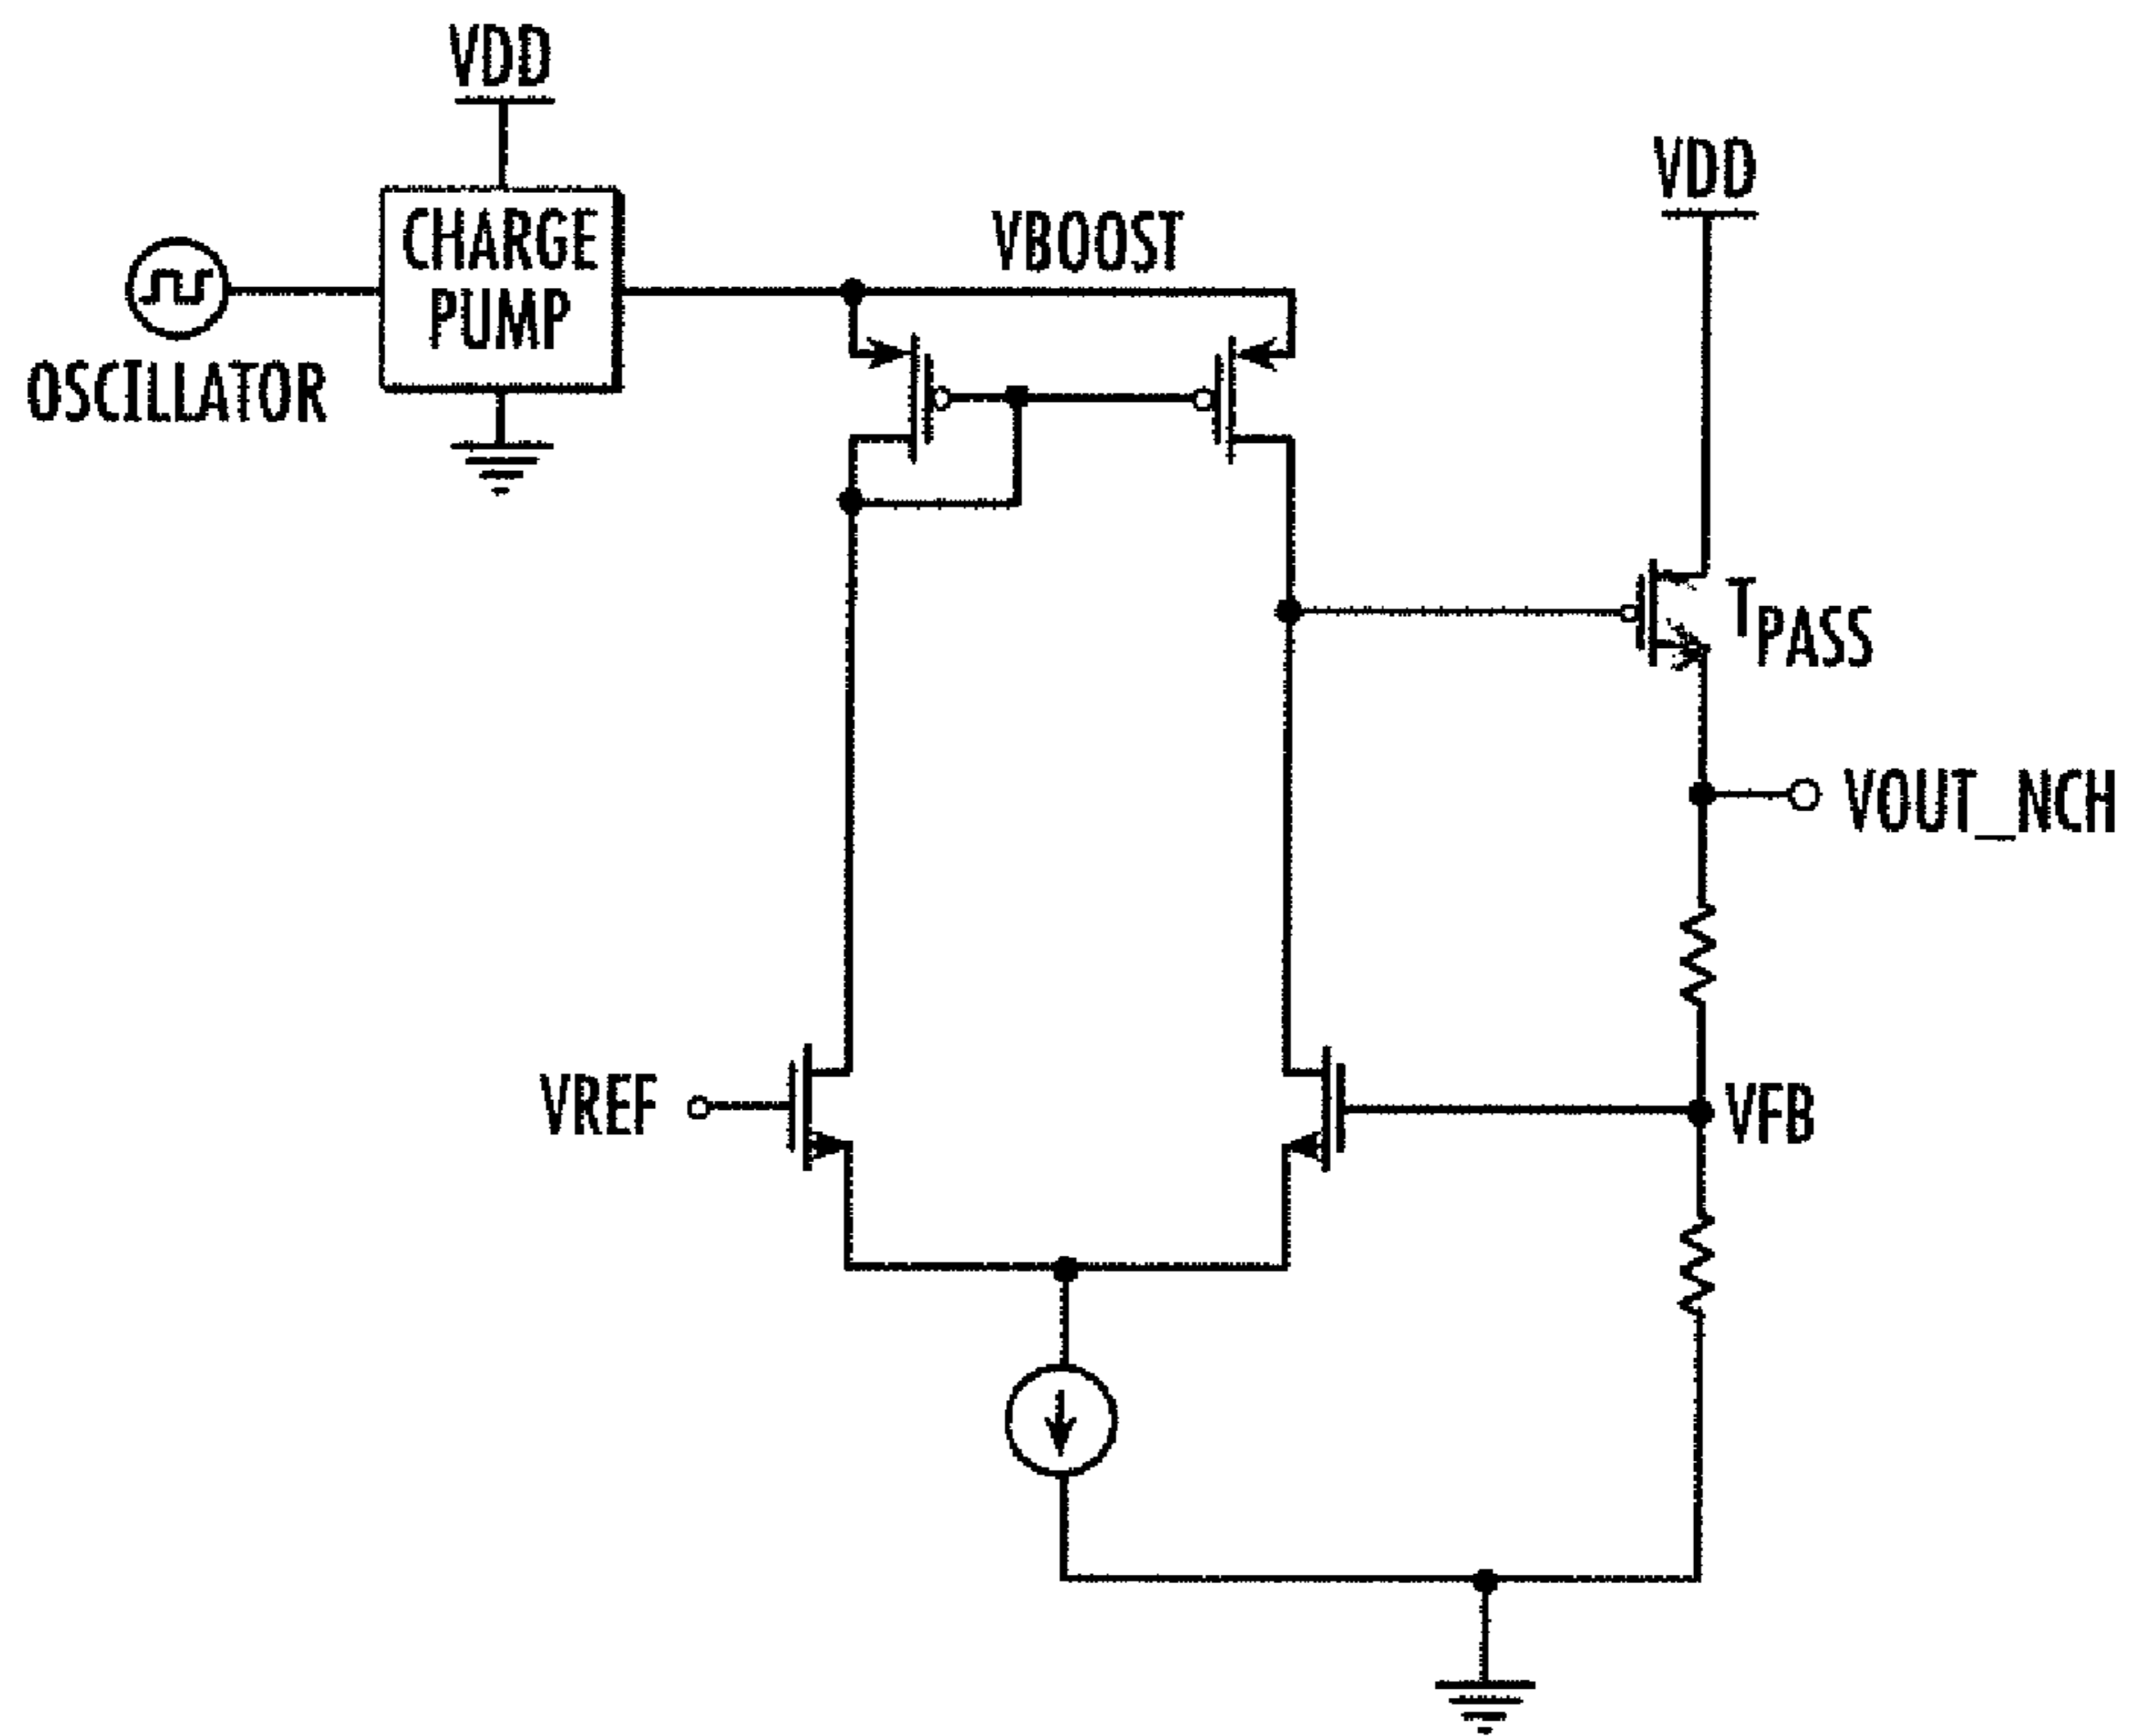 VDD
CHARGE
PUMP
OSCILLATOR
VBOOST
VDD
TPASS
VOUT_NCH
VREF
VFB